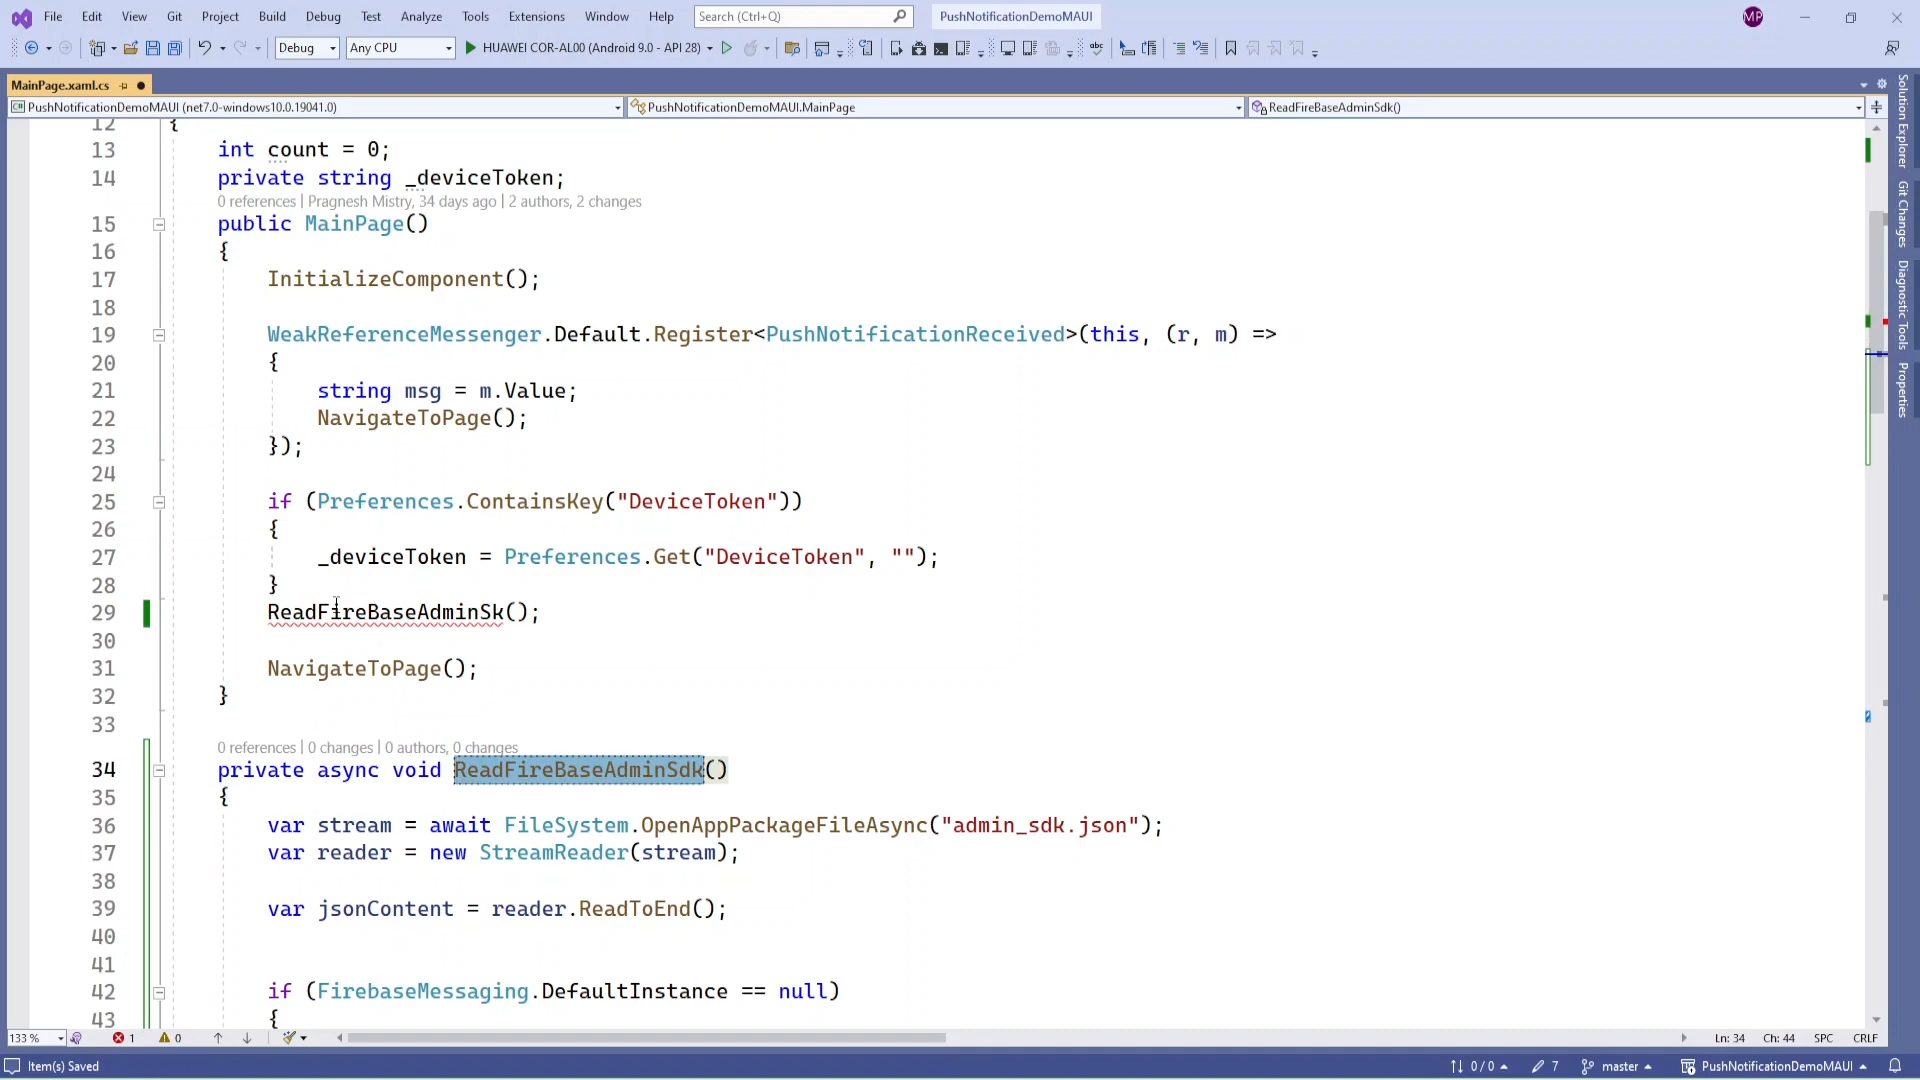 File Edit View Git Project Build Debug Test Analyze Tools Extensions Window Help Search (Ctrl+Q) PushNotificationDemoMAUI MP
Debug Any CPU HUAWEI COR-AL00 (Android 9.0 - API 28)
MainPage.xaml.cs
PushNotificationDemoMAUI (net7.0-windows10.0.19041.0) PushNotificationDemoMAUI.MainPage ReadFireBaseAdminSdk()
12 {
13 int count = 0;
14 private string _deviceToken;
0 references | Pragnesh Mistry, 34 days ago | 2 authors, 2 changes
15 public MainPage()
16 {
17 InitializeComponent();
18
19 WeakReferenceMessenger.Default.Register<PushNotificationReceived>(this, (r, m) =>
20 {
21 string msg = m.Value;
22 NavigateToPage();
23 });
24
25 if (Preferences.ContainsKey("DeviceToken"))
26 {
27 _deviceToken = Preferences.Get("DeviceToken", "");
28 }
29 ReadFireBaseAdminSk();
30
31 NavigateToPage();
32 }
33
0 references | 0 changes | 0 authors, 0 changes
34 private async void ReadFireBaseAdminSdk()
35 {
36 var stream = await FileSystem.OpenAppPackageFileAsync("admin_sdk.json");
37 var reader = new StreamReader(stream);
38
39 var jsonContent = reader.ReadToEnd();
40
41
42 if (FirebaseMessaging.DefaultInstance == null)
43 {
133 % 1 0 Ln: 34 Ch: 44 SPC CRLF
Item(s) Saved 0 / 0 7 master PushNotificationDemoMAUI
Solution Explorer
Git Changes
Diagnostic Tools
Properties